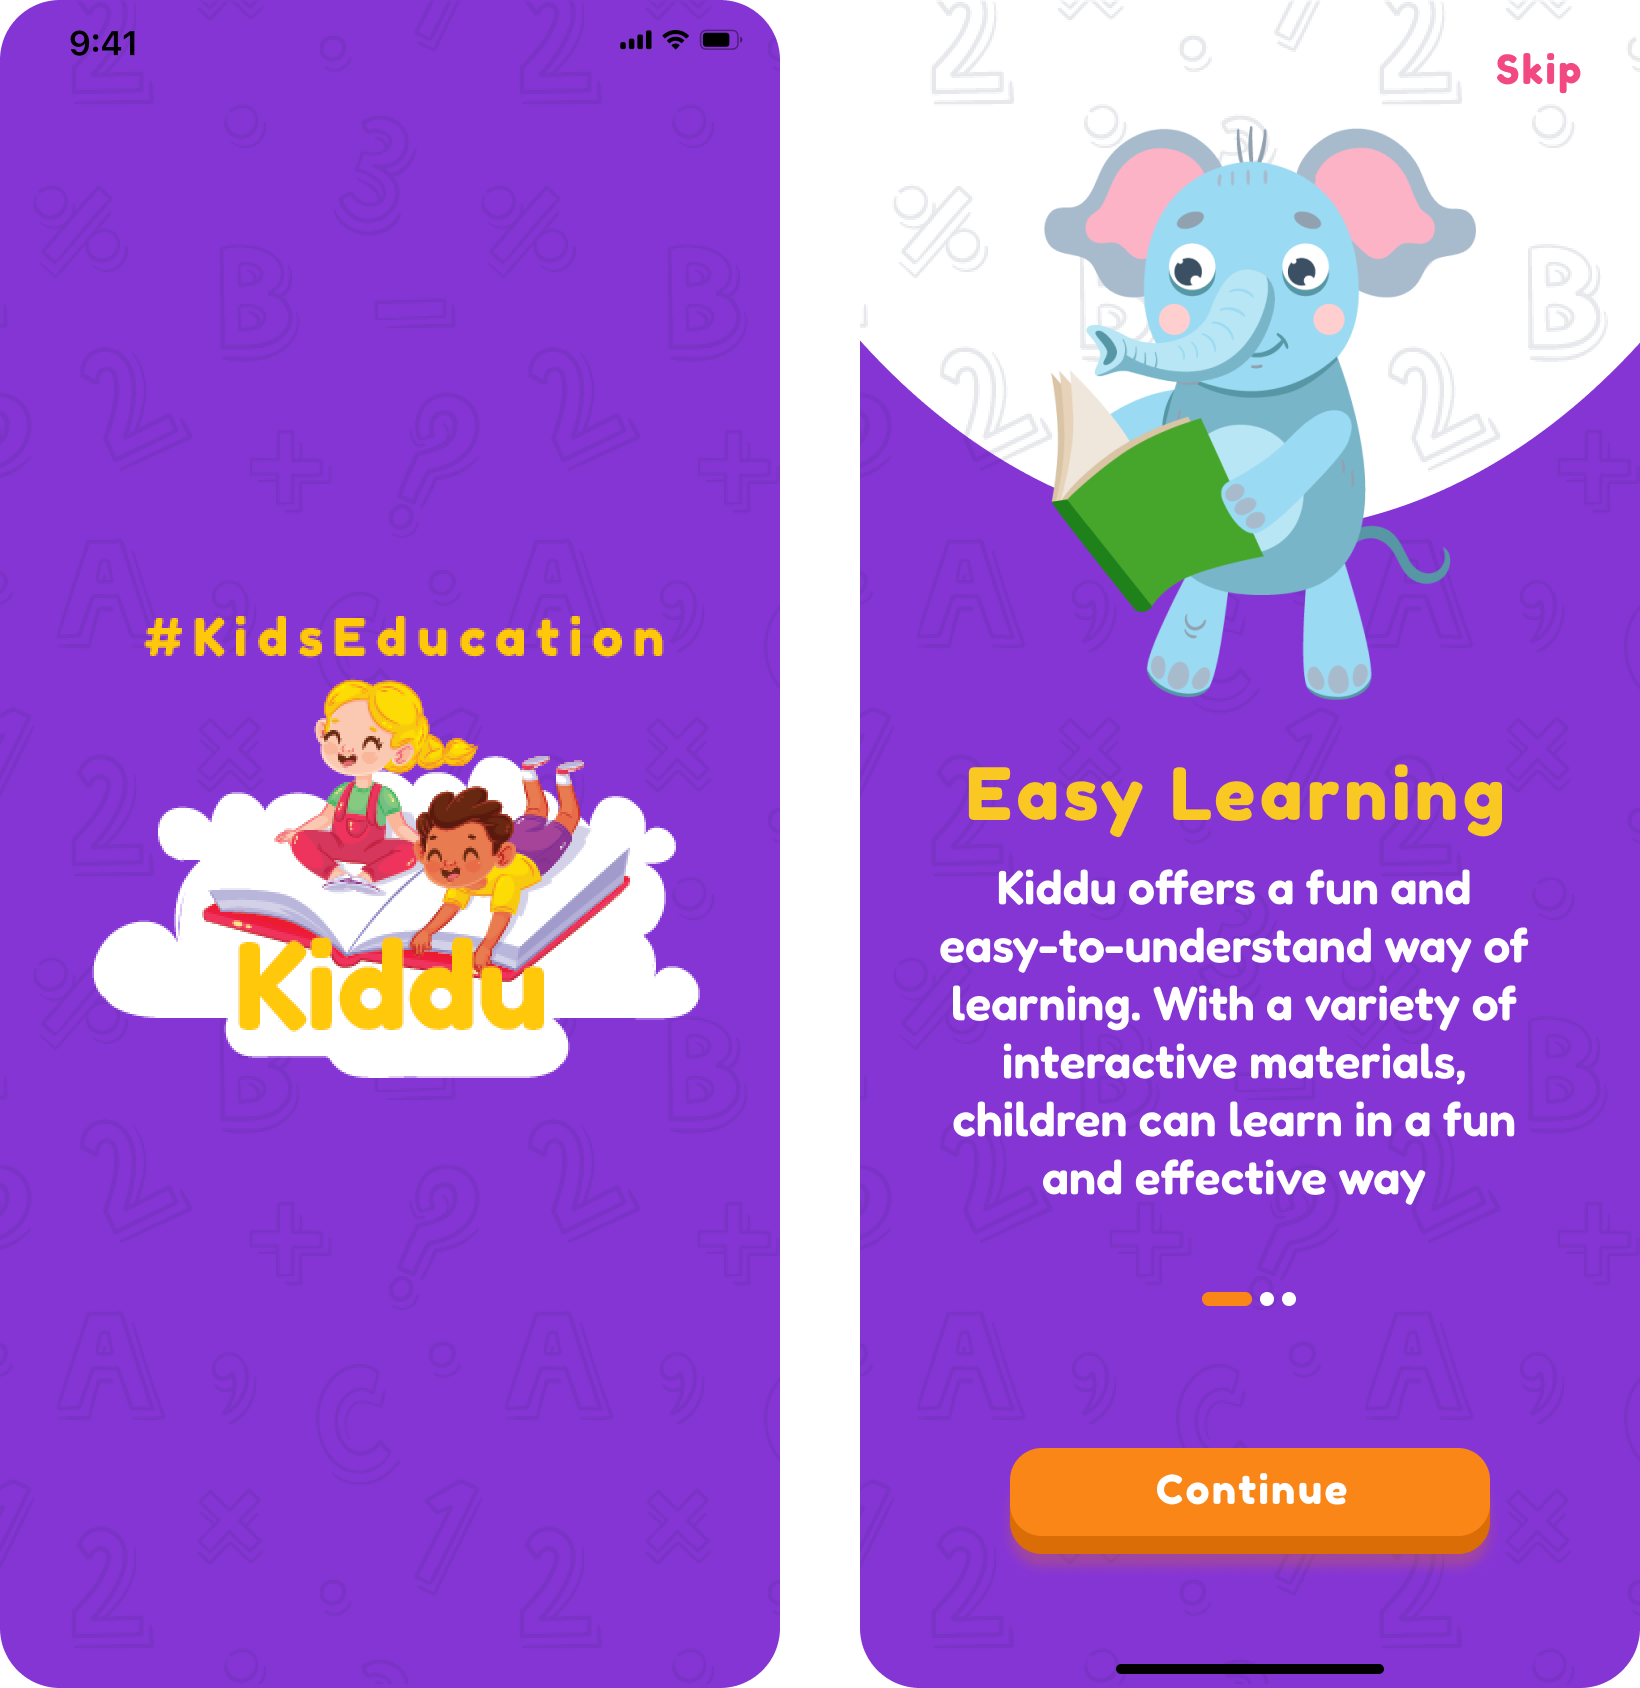 9:41
#KidsEducation
Kiddu
Skip
Easy Learning
Kiddu offers a fun and
easy-to-understand way of
learning. With a variety of
interactive materials,
children can learn in a fun
and effective way
Continue